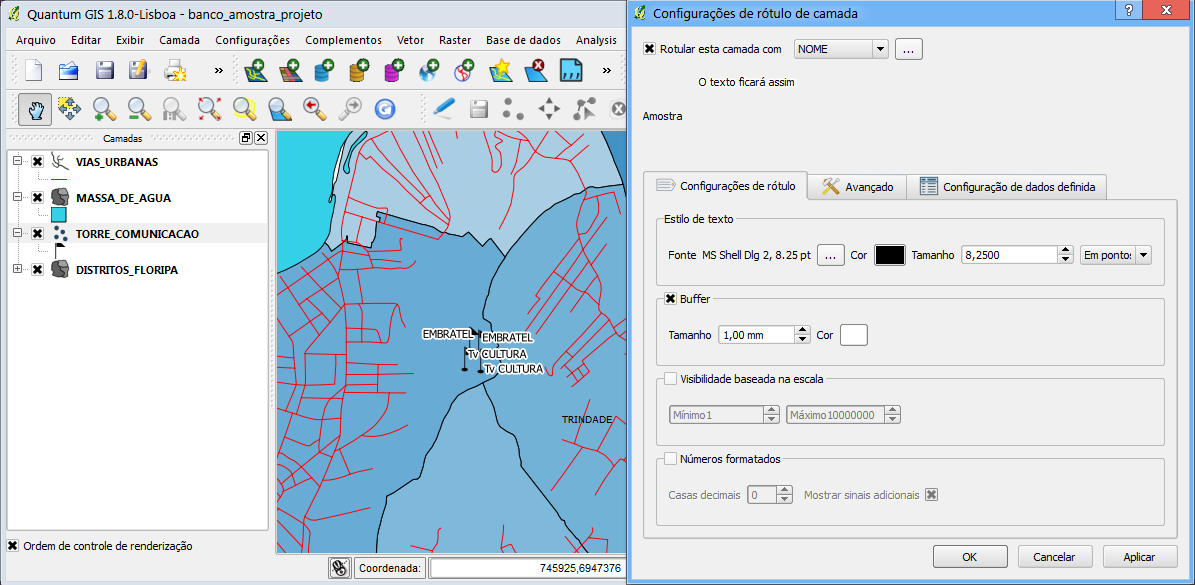 Quantum GIS 1.8.0-Lisboa - banco_amostra_projeto
Arquivo Editar Exibir Camada Configurações Complementos Vetor Raster Base de dados Analysis
Camadas
VIAS_URBANAS
MASSA_DE_AGUA
TORRE_COMUNICACAO
DISTRITOS_FLORIPA
Ordem de controle de renderização
EMBRATEL
EMBRATEL
Tv CULTURA
Tv CULTURA
TRINDADE
Coordenada: 745925,6947376
Configurações de rótulo de camada
Rotular esta camada com NOME ...
O texto ficará assim
Amostra
Configurações de rótulo Avançado Configuração de dados definida
Estilo de texto
Fonte MS Shell Dlg 2, 8.25 pt ... Cor Tamanho 8,2500 Em pontos
Buffer
Tamanho 1,00 mm Cor
Visibilidade baseada na escala
Mínimo1 Máximo10000000
Números formatados
Casas decimais 0 Mostrar sinais adicionais
OK Cancelar Aplicar